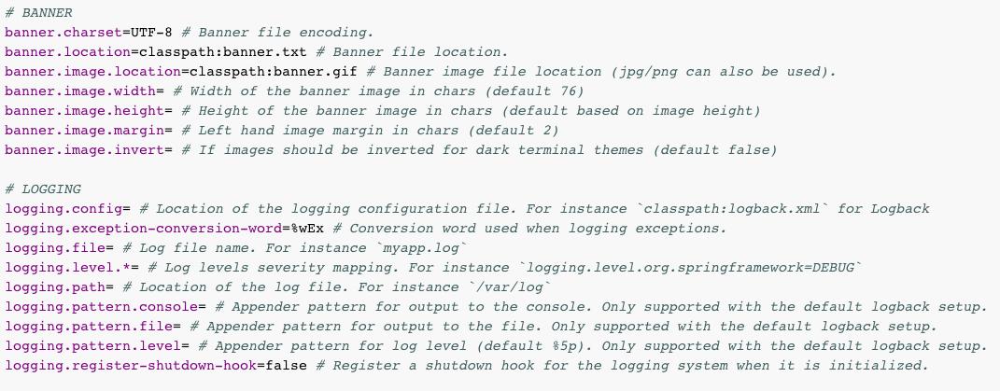 # BANNER
banner.charset=UTF-8 # Banner file encoding.
banner.location=classpath:banner.txt # Banner file location.
banner.image.location=classpath:banner.gif # Banner image file location (jpg/png can also be used).
banner.image.width= # Width of the banner image in chars (default 76)
banner.image.height= # Height of the banner image in chars (default based on image height)
banner.image.margin= # Left hand image margin in chars (default 2)
banner.image.invert= # If images should be inverted for dark terminal themes (default false)

# LOGGING
logging.config= # Location of the logging configuration file. For instance `classpath:logback.xml` for Logback
logging.exception-conversion-word=%wEx # Conversion word used when logging exceptions.
logging.file= # Log file name. For instance `myapp.log`
logging.level.*= # Log levels severity mapping. For instance `logging.level.org.springframework=DEBUG`
logging.path= # Location of the log file. For instance `/var/log`
logging.pattern.console= # Appender pattern for output to the console. Only supported with the default logback setup.
logging.pattern.file= # Appender pattern for output to the file. Only supported with the default logback setup.
logging.pattern.level= # Appender pattern for log level (default %5p). Only supported with the default logback setup.
logging.register-shutdown-hook=false # Register a shutdown hook for the logging system when it is initialized.